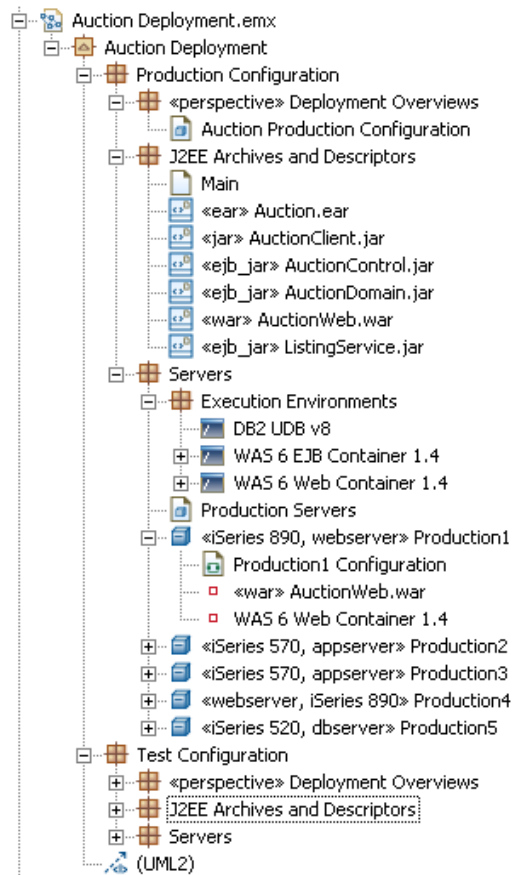 Auction Deployment.emx
Auction Deployment
Production Configuration
«perspective» Deployment Overviews
Auction Production Configuration
J2EE Archives and Descriptors
Main
«ear» Auction.ear
«jar» AuctionClient.jar
«ejb_jar» AuctionControl.jar
«ejb_jar» AuctionDomain.jar
«war» AuctionWeb.war
«ejb_jar» ListingService.jar
Servers
Execution Environments
DB2 UDB v8
WAS 6 EJB Container 1.4
WAS 6 Web Container 1.4
Production Servers
«iSeries 890, webserver» Production1
Production1 Configuration
«war» AuctionWeb.war
WAS 6 Web Container 1.4
«iSeries 570, appserver» Production2
«iSeries 570, appserver» Production3
«webserver, iSeries 890» Production4
«iSeries 520, dbserver» Production5
Test Configuration
«perspective» Deployment Overviews
J2EE Archives and Descriptors
Servers
(UML2)